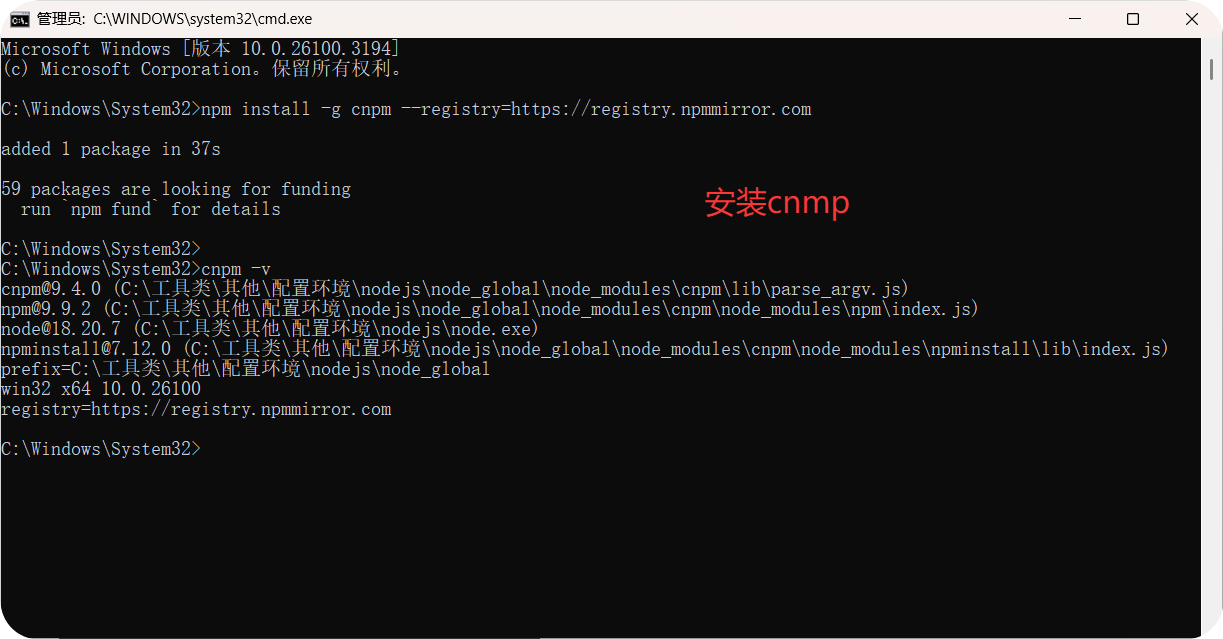 管理员: C:\WINDOWS\system32\cmd.exe
Microsoft Windows [版本 10.0.26100.3194]
(c) Microsoft Corporation。保留所有权利。
C:\Windows\System32>npm install -g cnpm --registry=https://registry.npmmirror.com
added 1 package in 37s
59 packages are looking for funding
run `npm fund` for details
安装cnmp
C:\Windows\System32>
C:\Windows\System32>cnpm -v
cnpm@9.4.0 (C:\工具类\其他\配置环境\nodejs\node_global\node_modules\cnpm\lib\parse_argv.js)
npm@9.9.2 (C:\工具类\其他\配置环境\nodejs\node_global\node_modules\cnpm\node_modules\npm\index.js)
node@18.20.7 (C:\工具类\其他\配置环境\nodejs\node.exe)
npminstall@7.12.0 (C:\工具类\其他\配置环境\nodejs\node_global\node_modules\cnpm\node_modules\npminstall\lib\index.js)
prefix=C:\工具类\其他\配置环境\nodejs\node_global
win32 x64 10.0.26100
registry=https://registry.npmmirror.com
C:\Windows\System32>